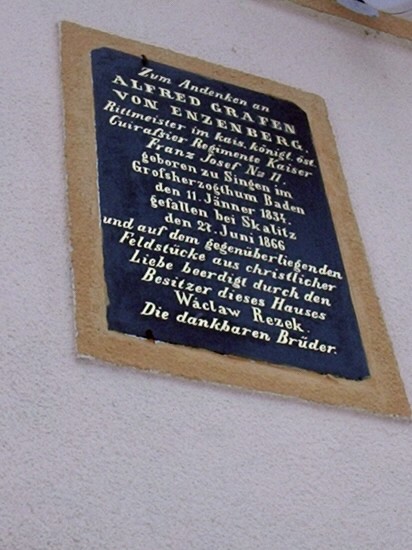 Zum Andenken an
ALFRED GRAFEN
VON ENZENBERG,
Rittmeister im kais. königl. öst.
Cuiraſsier Regimente Kaiser
Franz Josef No 11.
geboren zu Singen im
Groſsherzogthum Baden
den 11. Jänner 1834.
gefallen bei Skalitz
den 27. Juni 1866
und auf dem gegenüberliegenden
Feldstücke aus christlicher
Liebe beerdigt durch den
Besitzer dieses Hauses
Wáclaw Rezek.
Die dankbaren Brüder.